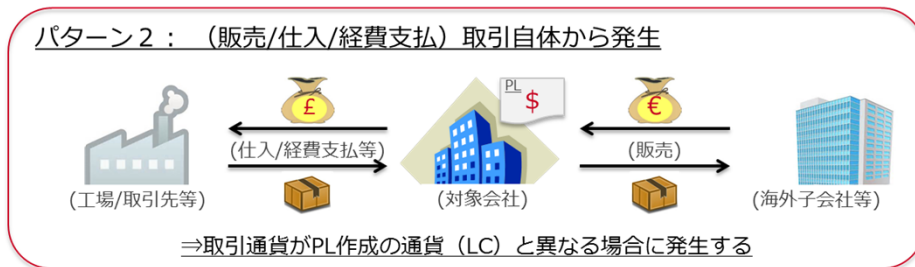 パターン2： （販売/仕入/経費支払）取引自体から発生
PL
$
£
€
(仕入/経費支払等)
(販売)
(工場/取引先等)
(対象会社)
(海外子会社等)
⇒取引通貨がPL作成の通貨（LC）と異なる場合に発生する